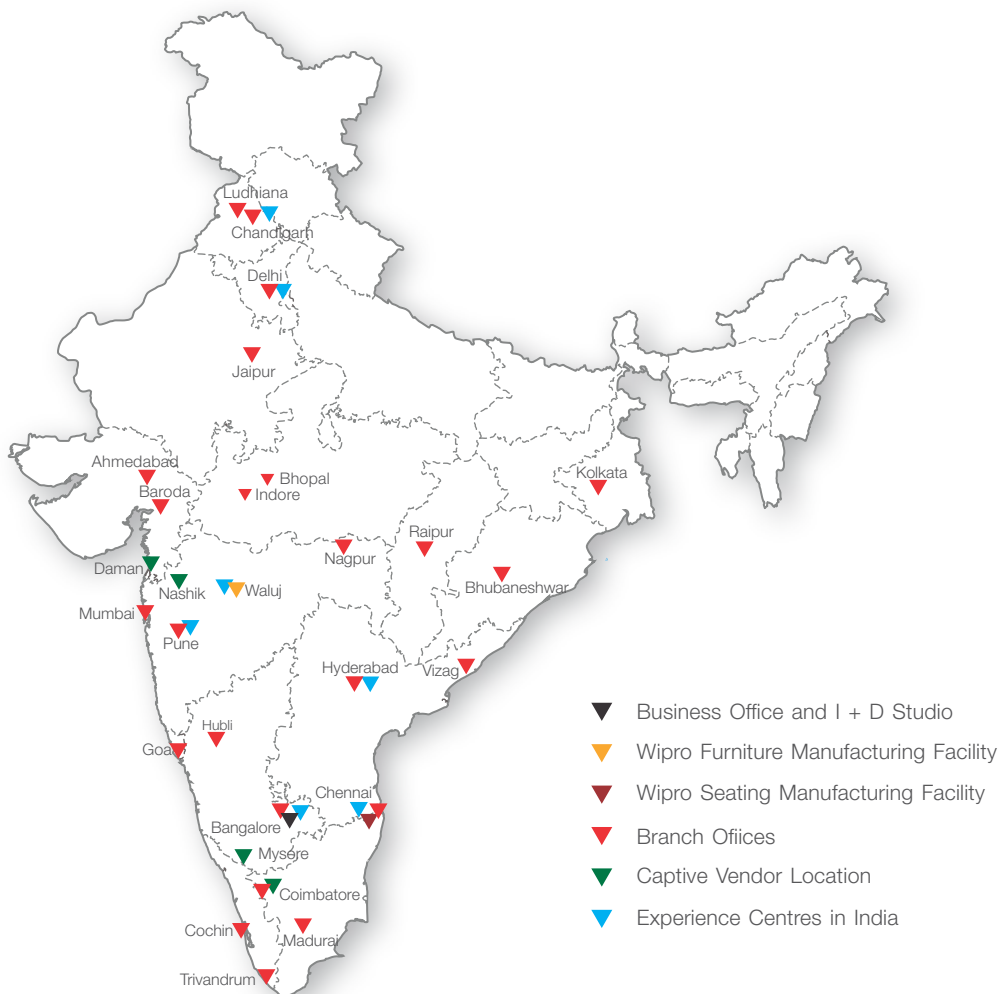 Ludhiana
Chandigarh
Delhi
Jaipur
Ahmedabad
Baroda
Bhopal
Indore
Kolkata
Raipur
Nagpur
Bhubaneshwar
Daman
Nashik
Waluj
Mumbai
Pune
Hyderabad
Vizag
Hubli
Goa
Chennai
Bangalore
Mysore
Coimbatore
Cochin
Madurai
Trivandrum
Business Office and I + D Studio
Wipro Furniture Manufacturing Facility
Wipro Seating Manufacturing Facility
Branch Ofiices
Captive Vendor Location
Experience Centres in India